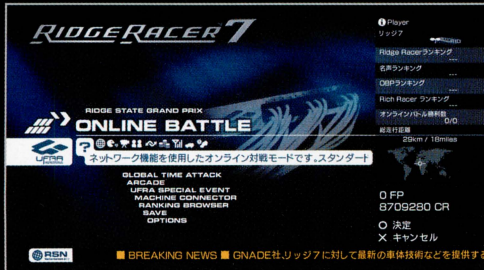 RIDGE RACER 7
RIDGE STATE GRAND PRIX
ONLINE BATTLE
UFRA
?
ネットワーク機能を使用したオンライン対戦モードです。スタンダート
GLOBAL TIME ATTACK
ARCADE
UFRA SPECIAL EVENT
MACHINE CONNECTOR
RANKING BROWSER
SAVE
OPTIONS
Player
リッジ7
Ridge Racerランキング
---
名声ランキング
---
OBPランキング
---
Rich Racer ランキング
---
オンラインバトル勝利数
0/0
総走行距離
29km / 18miles
0 FP
8709280 CR
○ 決定
× キャンセル
RSN
■ BREAKING NEWS ■ GNADE社、リッジ7に対して最新の車体技術などを提供する